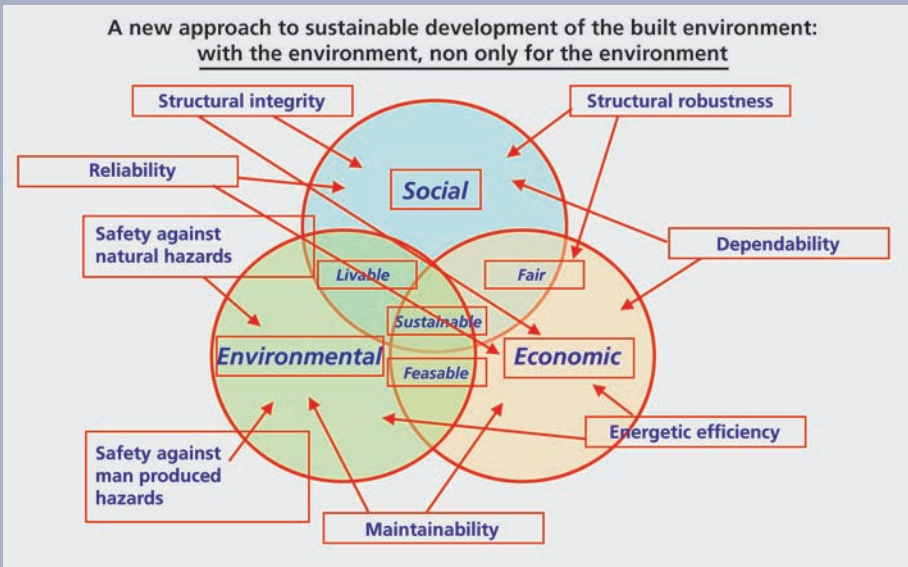 A new approach to sustainable development of the built environment:
with the environment, non only for the environment
Structural integrity
Structural robustness
Reliability
Social
Safety against
natural hazards
Dependability
Livable
Fair
Sustainable
Environmental
Economic
Feasable
Energetic efficiency
Safety against
man produced
hazards
Maintainability